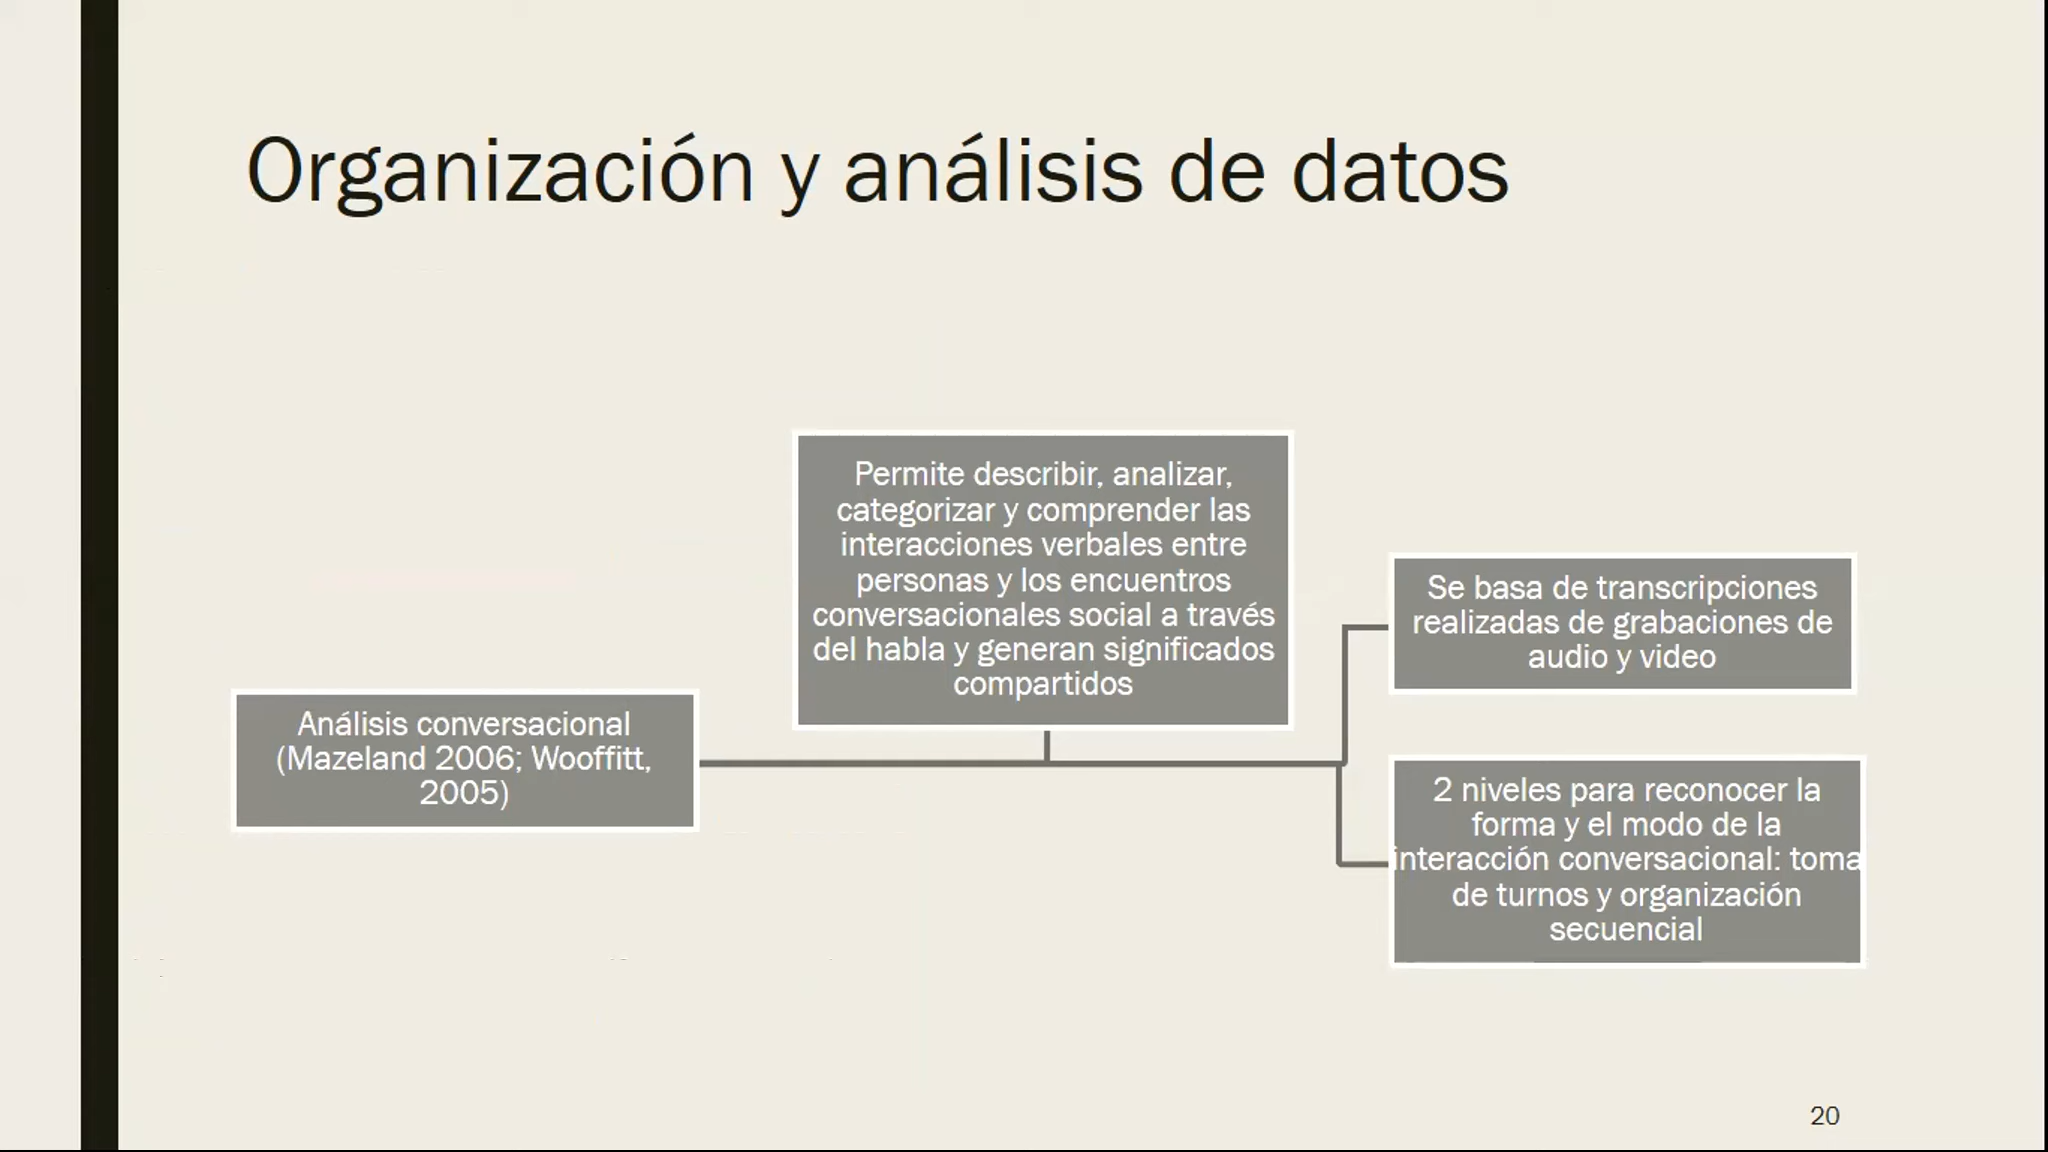 Organización y análisis de datos
Análisis conversacional
(Mazeland 2006; Wooffitt,
2005)
Permite describir, analizar,
categorizar y comprender las
interacciones verbales entre
personas y los encuentros
conversacionales social a través
del habla y generan significados
compartidos
Se basa de transcripciones
realizadas de grabaciones de
audio y video
2 niveles para reconocer la
forma y el modo de la
interacción conversacional: toma
de turnos y organización
secuencial
20